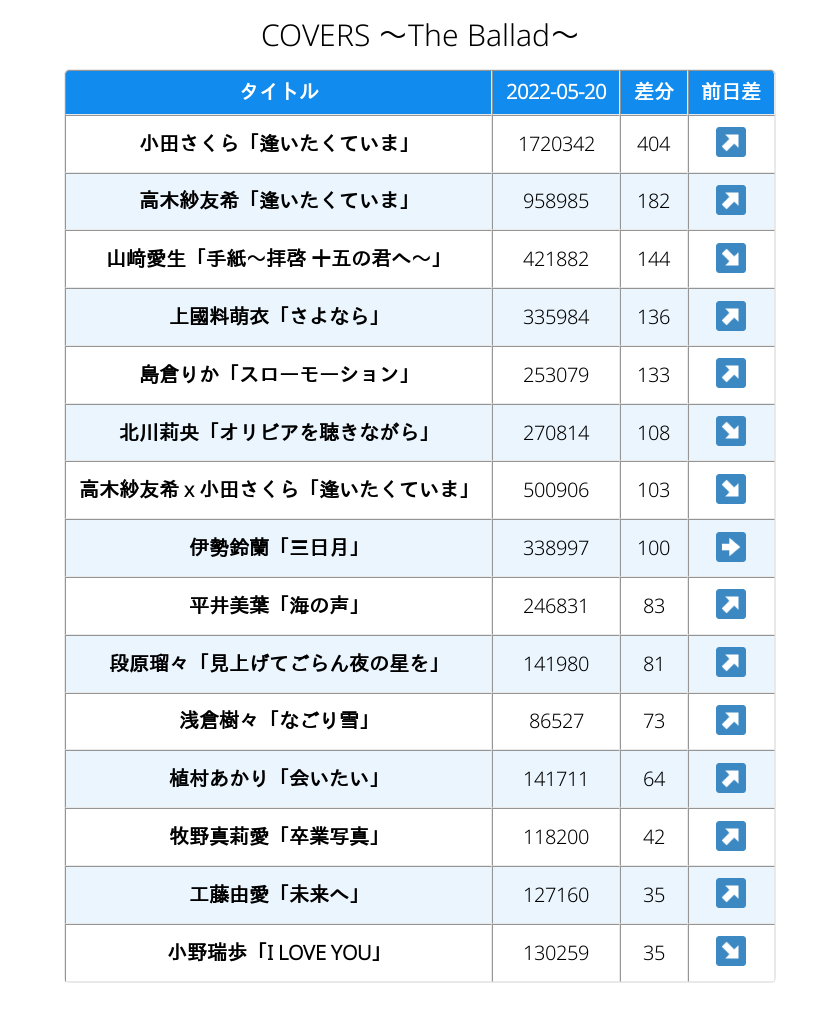 COVERS 〜The Ballad〜
タイトル 2022-05-20 差分 前日差
小田さくら「逢いたくていま」 1720342 404 ↗
高木紗友希「逢いたくていま」 958985 182 ↗
山﨑愛生「手紙〜拝啓 十五の君へ〜」 421882 144 ↘
上國料萌衣「さよなら」 335984 136 ↗
島倉りか「スローモーション」 253079 133 ↗
北川莉央「オリビアを聴きながら」 270814 108 ↘
高木紗友希 x 小田さくら「逢いたくていま」 500906 103 ↘
伊勢鈴蘭「三日月」 338997 100 ➡
平井美葉「海の声」 246831 83 ↗
段原瑠々「見上げてごらん夜の星を」 141980 81 ↗
浅倉樹々「なごり雪」 86527 73 ↗
植村あかり「会いたい」 141711 64 ↗
牧野真莉愛「卒業写真」 118200 42 ↗
工藤由愛「未来へ」 127160 35 ↗
小野瑞歩「I LOVE YOU」 130259 35 ↘